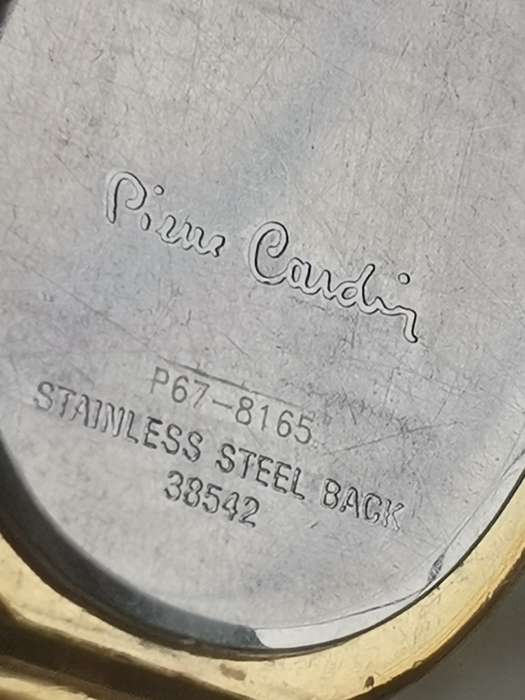 Pierre Cardin
P67-8165
STAINLESS STEEL BACK
38542